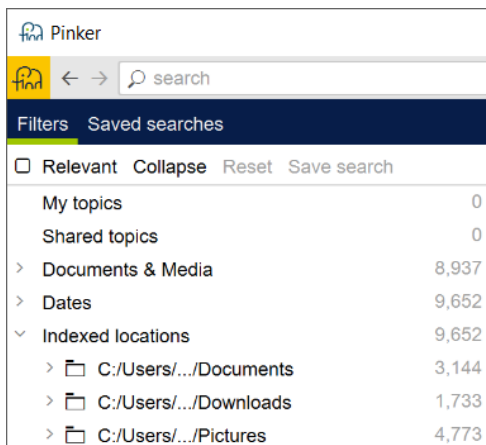 find Pinker
find search
Filters Saved searches
Relevant Collapse Reset Save search
My topics 0
Shared topics 0
Documents & Media 8,937
Dates 9,652
Indexed locations 9,652
C:/Users/.../Documents 3,144
C:/Users/.../Downloads 1,733
C:/Users/.../Pictures 4,773